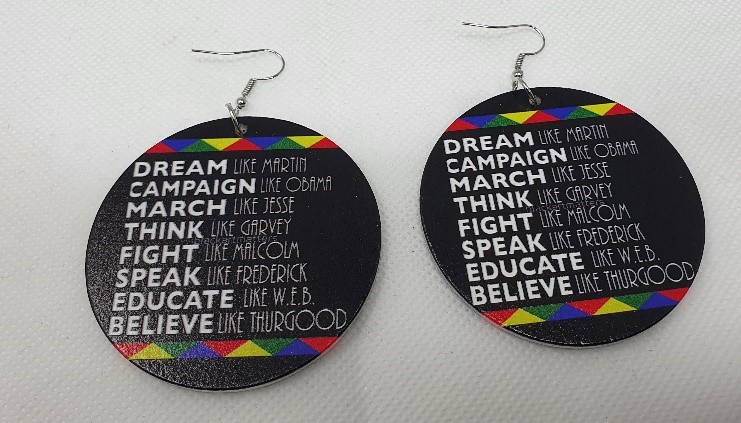 DREAM LIKE MARTIN
CAMPAIGN LIKE OBAMA
MARCH LIKE JESSE
THINK LIKE GARVEY
FIGHT LIKE MALCOLM
SPEAK LIKE FREDERICK
EDUCATE LIKE W.E.B.
BELIEVE LIKE THURGOOD
DREAM LIKE MARTIN
CAMPAIGN LIKE OBAMA
MARCH LIKE JESSE
THINK LIKE GARVEY
FIGHT LIKE MALCOLM
SPEAK LIKE FREDERICK
EDUCATE LIKE W.E.B.
BELIEVE LIKE THURGOOD